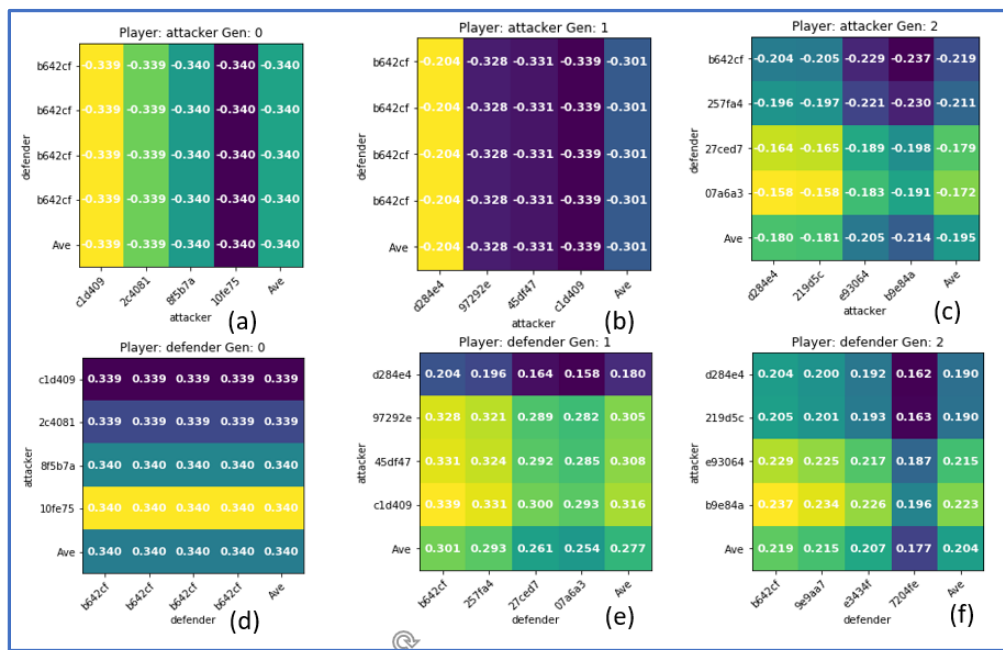 Player: attacker Gen: 0
b642cf -0.339 -0.339 -0.340 -0.340 -0.340
b642cf -0.339 -0.339 -0.340 -0.340 -0.340
b642cf -0.339 -0.339 -0.340 -0.340 -0.340
b642cf -0.339 -0.339 -0.340 -0.340 -0.340
Ave -0.339 -0.339 -0.340 -0.340 -0.340
defender
c1d409 2c4081 8f5b7a 10fe75 Ave
attacker
(a)
Player: attacker Gen: 1
b642cf -0.204 -0.328 -0.331 -0.339 -0.301
b642cf -0.204 -0.328 -0.331 -0.339 -0.301
b642cf -0.204 -0.328 -0.331 -0.339 -0.301
b642cf -0.204 -0.328 -0.331 -0.339 -0.301
Ave -0.204 -0.328 -0.331 -0.339 -0.301
defender
d284e4 97292e 45df47 c1d409 Ave
attacker
(b)
Player: attacker Gen: 2
b642cf -0.204 -0.205 -0.229 -0.237 -0.219
257fa4 -0.196 -0.197 -0.221 -0.230 -0.211
27ced7 -0.164 -0.165 -0.189 -0.198 -0.179
07a6a3 -0.158 -0.158 -0.183 -0.191 -0.172
Ave -0.180 -0.181 -0.205 -0.214 -0.195
defender
d284e4 219d5c e93064 b9e84a Ave
attacker
(c)
Player: defender Gen: 0
c1d409 0.339 0.339 0.339 0.339 0.339
2c4081 0.339 0.339 0.339 0.339 0.339
8f5b7a 0.340 0.340 0.340 0.340 0.340
10fe75 0.340 0.340 0.340 0.340 0.340
Ave 0.340 0.340 0.340 0.340 0.340
attacker
b642cf b642cf b642cf b642cf Ave
defender
(d)
Player: defender Gen: 1
d284e4 0.204 0.196 0.164 0.158 0.180
97292e 0.328 0.321 0.289 0.282 0.305
45df47 0.331 0.324 0.292 0.285 0.308
c1d409 0.339 0.331 0.300 0.293 0.316
Ave 0.301 0.293 0.261 0.254 0.277
attacker
b642cf 257fa4 27ced7 07a6a3 Ave
defender
(e)
Player: defender Gen: 2
d284e4 0.204 0.200 0.192 0.162 0.190
219d5c 0.205 0.201 0.193 0.163 0.190
e93064 0.229 0.225 0.217 0.187 0.215
b9e84a 0.237 0.234 0.226 0.196 0.223
Ave 0.219 0.215 0.207 0.177 0.204
attacker
b642cf 9e9aa7 e3434f 7204fe Ave
defender
(f)